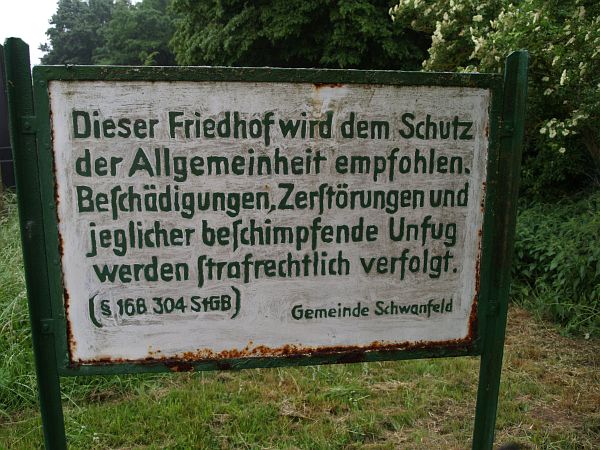 Dieser Friedhof wird dem Schutz
der Allgemeinheit empfohlen.
Beſchädigungen, Zerſtörungen und
jeglicher beſchimpfende Unfug
werden ſtrafrechtlich verfolgt.
(§ 168 304 StGB) Gemeinde Schwanfeld